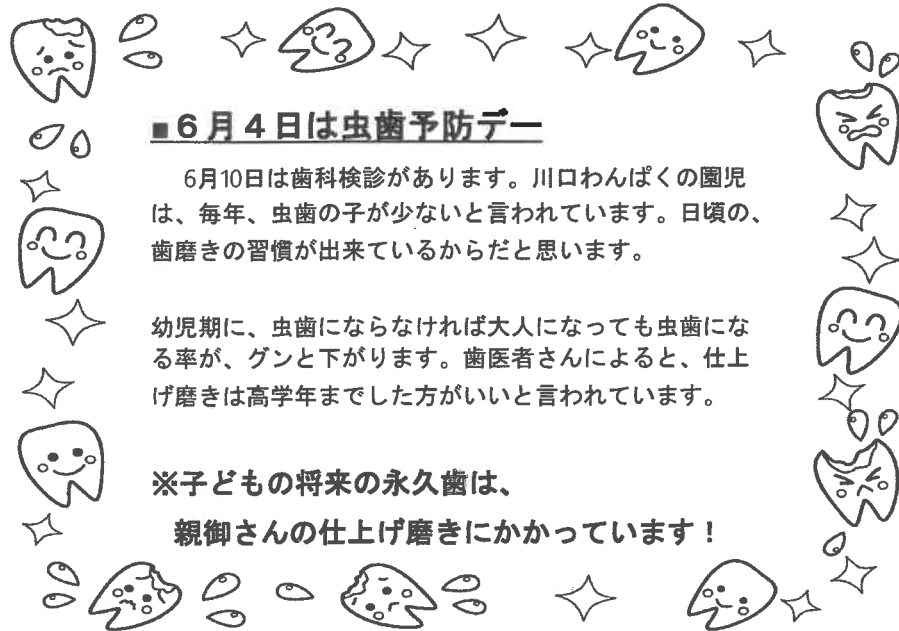 ■６月４日は虫歯予防デー
6月10日は歯科検診があります。川口わんぱくの園児
は、毎年、虫歯の子が少ないと言われています。日頃の、
歯磨きの習慣が出来ているからだと思います。
幼児期に、虫歯にならなければ大人になっても虫歯にな
る率が、グンと下がります。歯医者さんによると、仕上
げ磨きは高学年までした方がいいと言われています。
※子どもの将来の永久歯は、
親御さんの仕上げ磨きにかかっています！